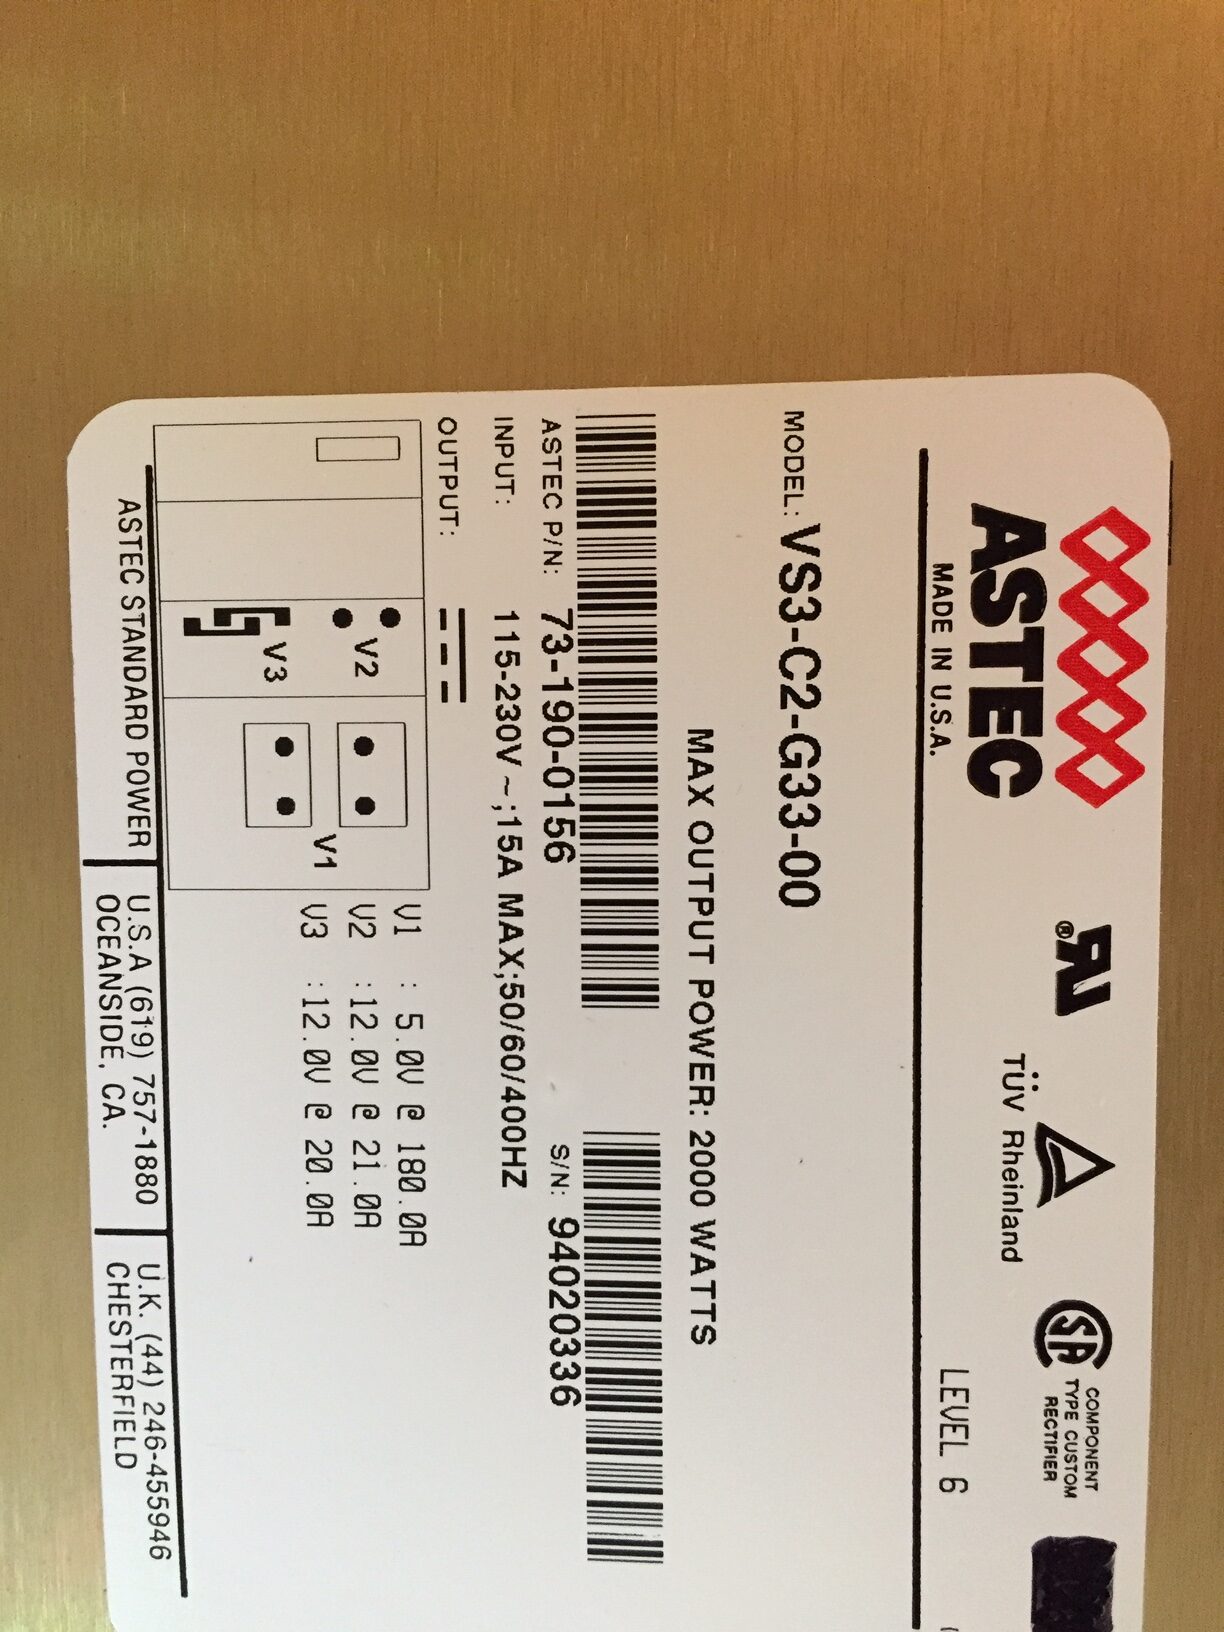 ASTEC
MADE IN U.S.A.
®
TÜV Rheinland
SA
COMPONENT
TYPE CUSTOM
RECTIFIER
LEVEL 6
MODEL: VS3-C2-G33-00
MAX OUTPUT POWER: 2000 WATTS
ASTEC P/N: 73-190-0156
S/N: 94020336
INPUT: 115-230V~;15A MAX;50/60/400HZ
OUTPUT:
V2
V3
V1
V1 : 5.0V @ 180.0A
V2 :12.0V @ 21.0A
V3 :12.0V @ 20.0A
ASTEC STANDARD POWER
U.S.A (619) 757-1880
OCEANSIDE, CA.
U.K. (44) 246-455946
CHESTERFIELD